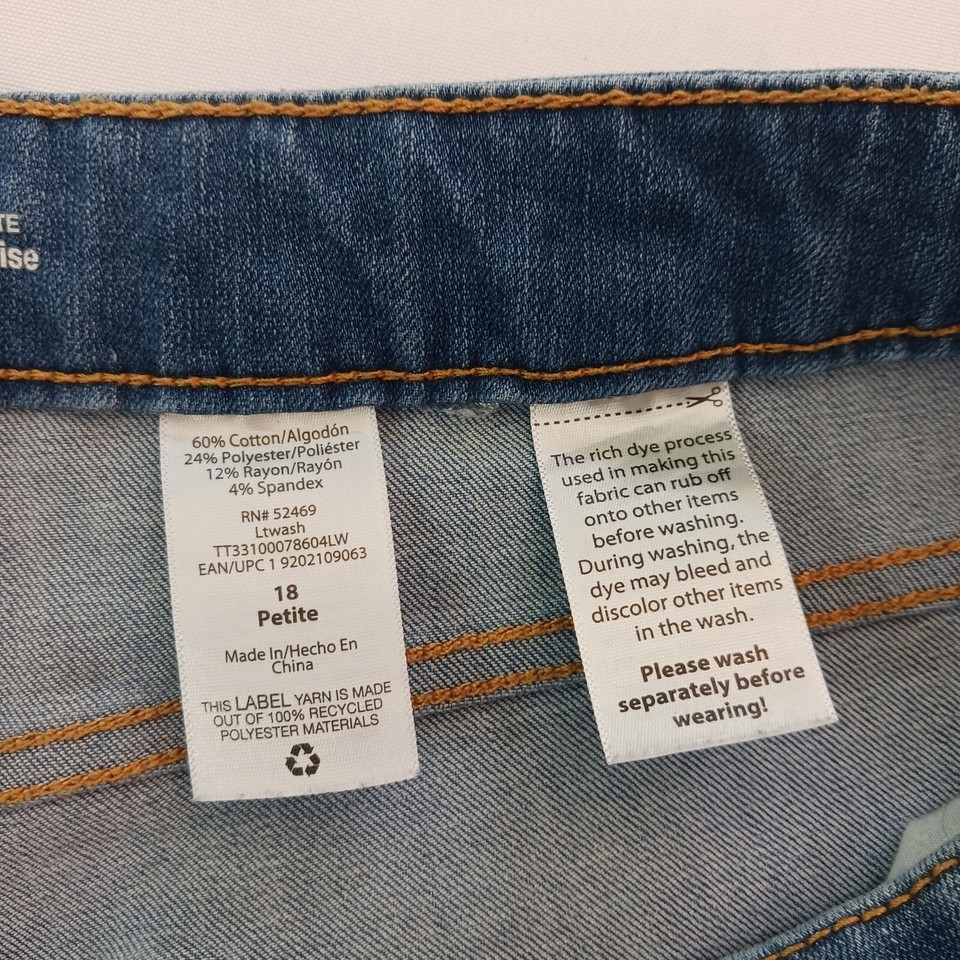 TE
ise
60% Cotton/Algodón
24% Polyester/Poliéster
12% Rayon/Rayón
4% Spandex
RN# 52469
Ltwash
TT33100078604LW
EAN/UPC 1 9202109063
18
Petite
Made In/Hecho En
China
THIS LABEL YARN IS MADE
OUT OF 100% RECYCLED
POLYESTER MATERIALS
The rich dye process
used in making this
fabric can rub off
onto other items
before washing.
During washing, the
dye may bleed and
discolor other items
in the wash.
Please wash
separately before
wearing!